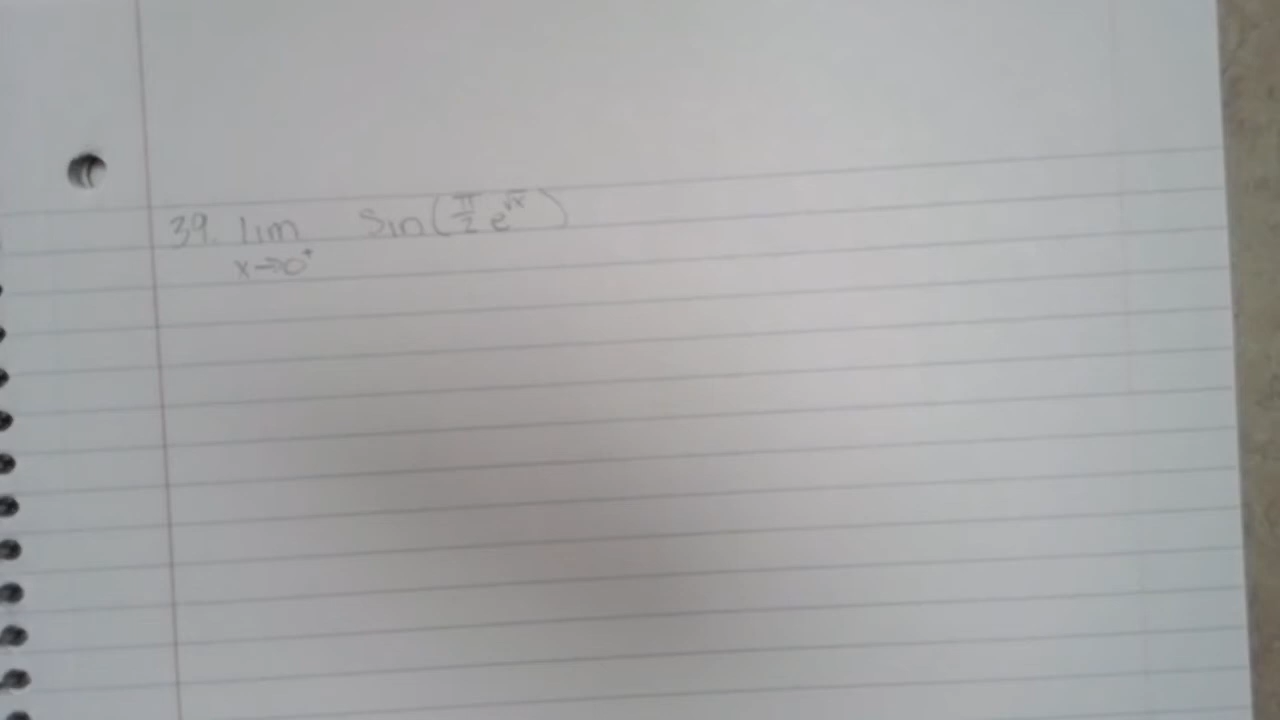 39. lim sin(π/2 e^√x)
x→0⁺